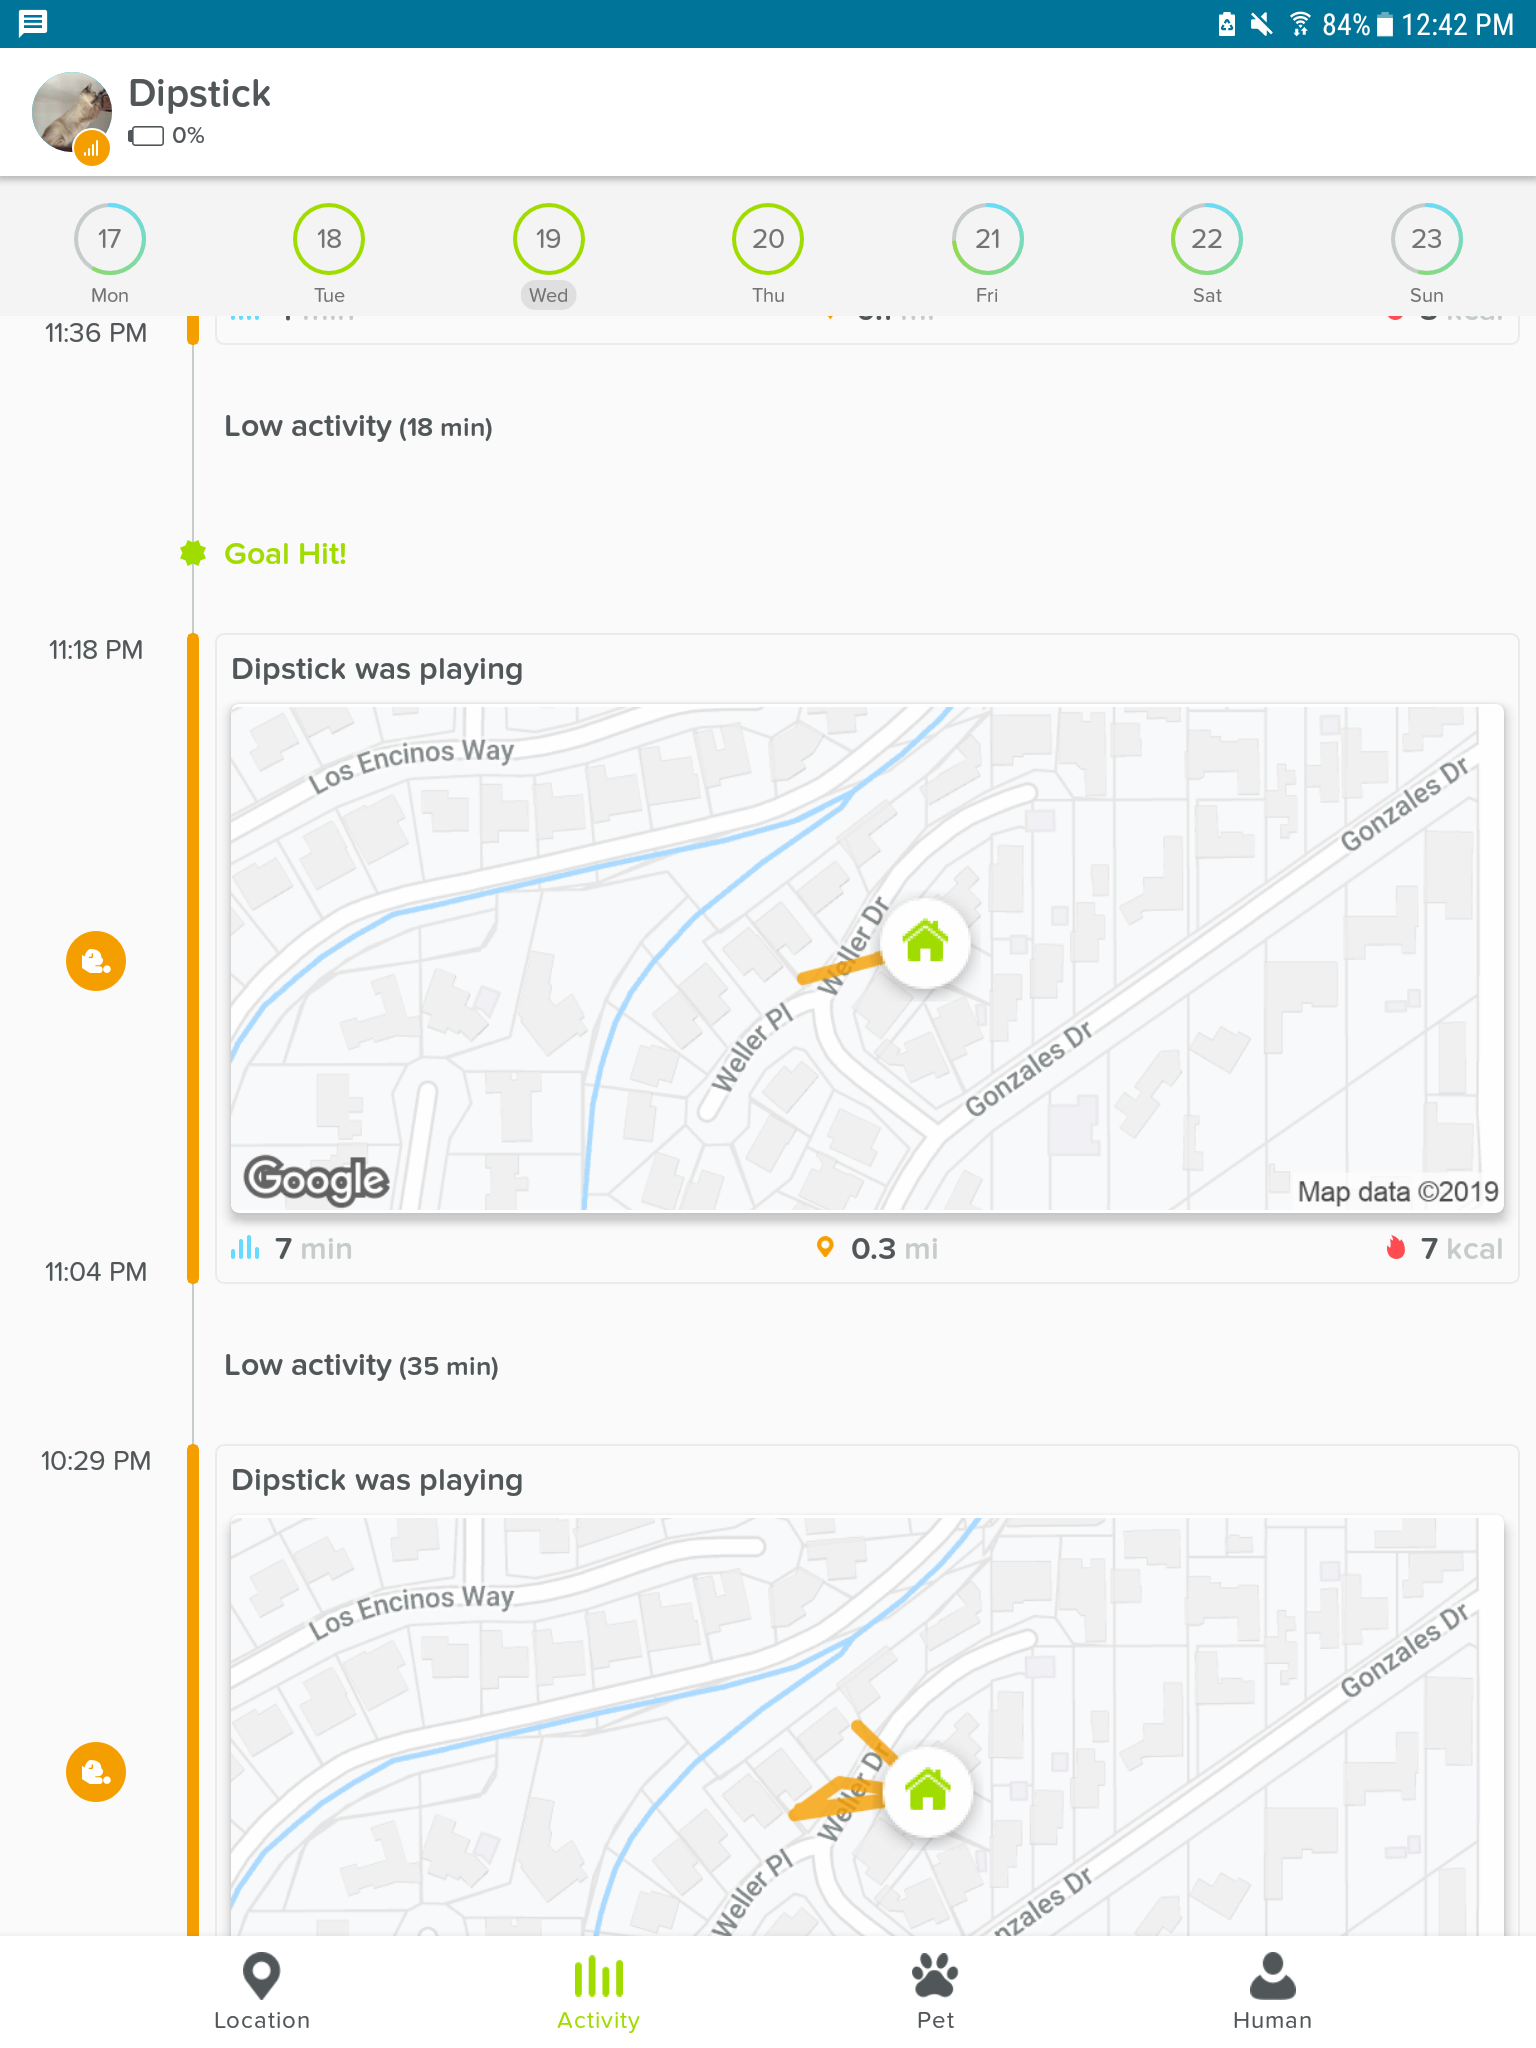 84% 12:42 PM
Dipstick
0%
17 18 19 20 21 22 23
Mon Tue Wed Thu Fri Sat Sun
11:36 PM
Low activity (18 min)
Goal Hit!
11:18 PM
Dipstick was playing
Los Encinos Way
Gonzales Dr
Weller Dr
Weller Pl
Gonzales Dr
Google
Map data ©2019
7 min 0.3 mi 7 kcal
11:04 PM
Low activity (35 min)
10:29 PM
Dipstick was playing
Los Encinos Way
Gonzales Dr
Weller Dr
Weller Pl
nzales Dr
Location Activity Pet Human